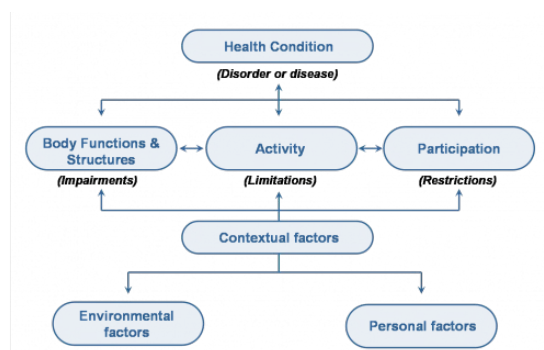 Health Condition
(Disorder or disease)
Body Functions &
Structures
Activity
Participation
(Impairments)
(Limitations)
(Restrictions)
Contextual factors
Environmental
factors
Personal factors